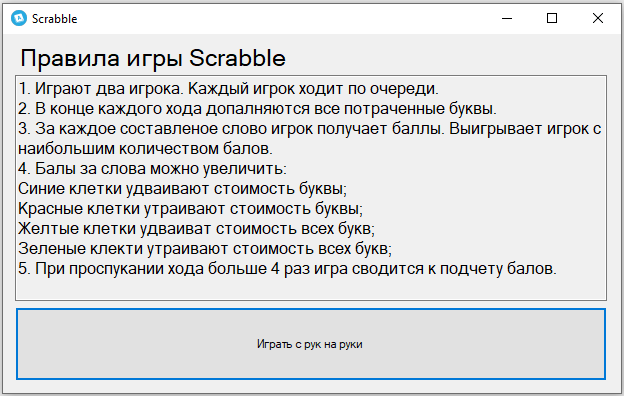 Scrabble
Правила игры Scrabble
1. Играют два игрока. Каждый игрок ходит по очереди.
2. В конце каждого хода допалняются все потраченные буквы.
3. За каждое составленое слово игрок получает баллы. Выигрывает игрок с
наибольшим количеством балов.
4. Балы за слова можно увеличить:
Синие клетки удваивают стоимость буквы;
Красные клетки утраивают стоимость буквы;
Желтые клетки удваиват стоимость всех букв;
Зеленые клекти утраивают стоимость всех букв;
5. При проспукании хода больше 4 раз игра сводится к подчету балов.
Играть с рук на руки